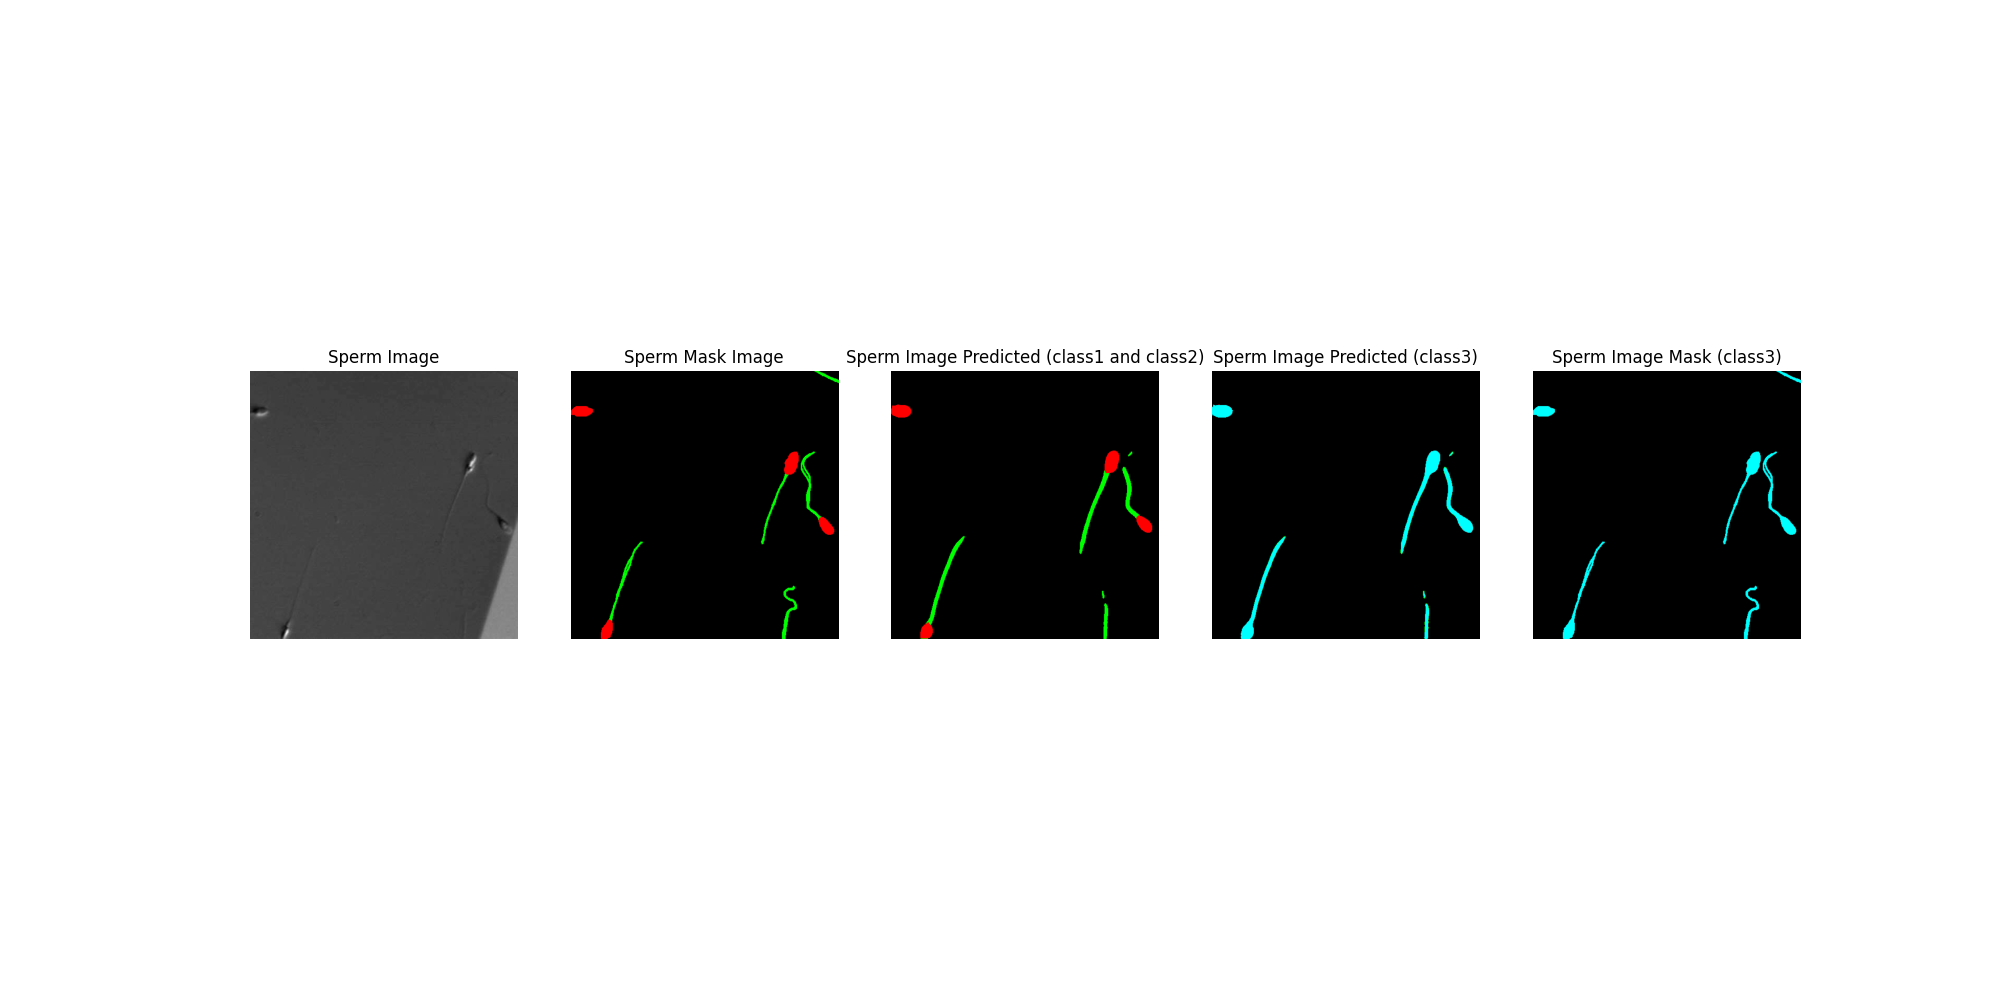 Sperm Image
Sperm Mask Image
Sperm Image Predicted (class1 and class2)
Sperm Image Predicted (class3)
Sperm Image Mask (class3)